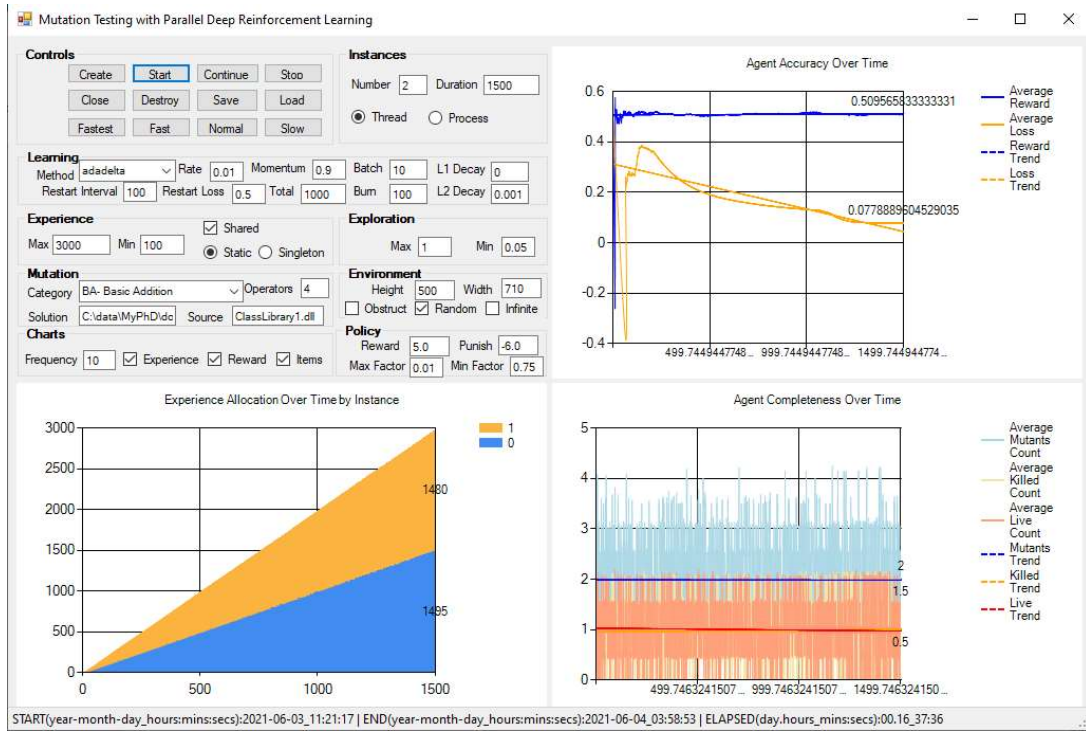 Mutation Testing with Parallel Deep Reinforcement Learning
Controls
Create Start Continue Stop
Close Destroy Save Load
Fastest Fast Normal Slow
Instances
Number 2 Duration 1500
Thread Process
Learning
Method adadelta Rate 0.01 Momentum 0.9 Batch 10 L1 Decay 0
Restart Interval 100 Restart Loss 0.5 Total 1000 Burn 100 L2 Decay 0.001
Experience
Shared
Max 3000 Min 100 Static Singleton
Exploration
Max 1 Min 0.05
Mutation
Category BA- Basic Addition Operators 4
Solution C:\data\MyPhD\dc Source ClassLibrary1.dll
Environment
Height 500 Width 710
Obstruct Random Infinite
Charts
Frequency 10 Experience Reward Items
Policy
Reward 5.0 Punish -6.0
Max Factor 0.01 Min Factor 0.75
Agent Accuracy Over Time
0.6
0.4
0.2
0
-0.2
-0.4
0.509565833333331
0.0778889604529035
499.7449447748... 999.7449447748... 1499.744944774...
Average
Reward
Average
Loss
Reward
Trend
Loss
Trend
Experience Allocation Over Time by Instance
3000
2500
2000
1500
1000
500
0
1480
1495
0 500 1000 1500
1
0
Agent Completeness Over Time
5
4
3
2
1
0
2
1.5
0.5
499.7463241507... 999.7463241507... 1499.746324150...
Average
Mutants
Count
Average
Killed
Count
Average
Live
Count
Mutants
Trend
Killed
Trend
Live
Trend
START(year-month-day_hours:mins:secs):2021-06-03_11:21:17 | END(year-month-day_hours:mins:secs):2021-06-04_03:58:53 | ELAPSED(day.hours_mins:secs):00.16_37:36